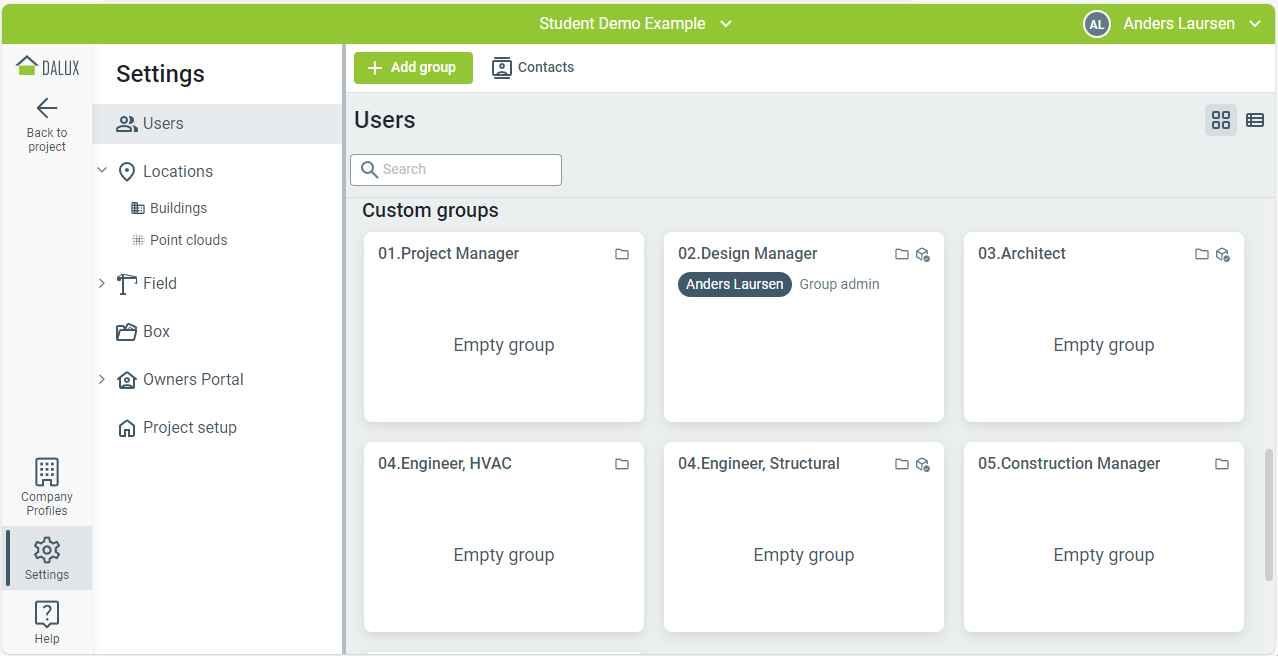 Student Demo Example
AL Anders Laursen
DALUX
Back to
project
Company
Profiles
Settings
Help
Settings
Users
Locations
Buildings
Point clouds
Field
Box
Owners Portal
Project setup
Add group
Contacts
Users
Search
Custom groups
01.Project Manager
Empty group
02.Design Manager
Anders Laursen Group admin
03.Architect
Empty group
04.Engineer, HVAC
Empty group
04.Engineer, Structural
Empty group
05.Construction Manager
Empty group